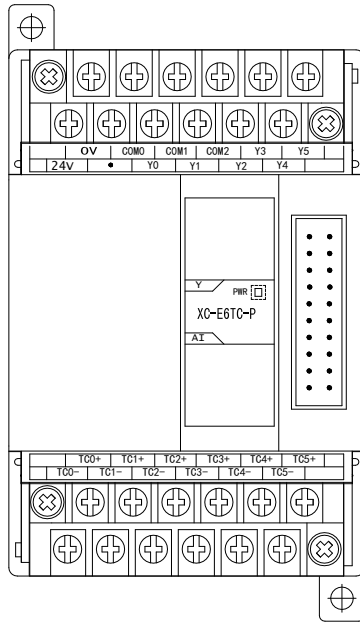 0V COM0 COM1 COM2 Y3 Y5
24V • Y0 Y1 Y2 Y4
Y
PWR
XC-E6TC-P
AI
TC0+ TC1+ TC2+ TC3+ TC4+ TC5+
TC0- TC1- TC2- TC3- TC4- TC5-